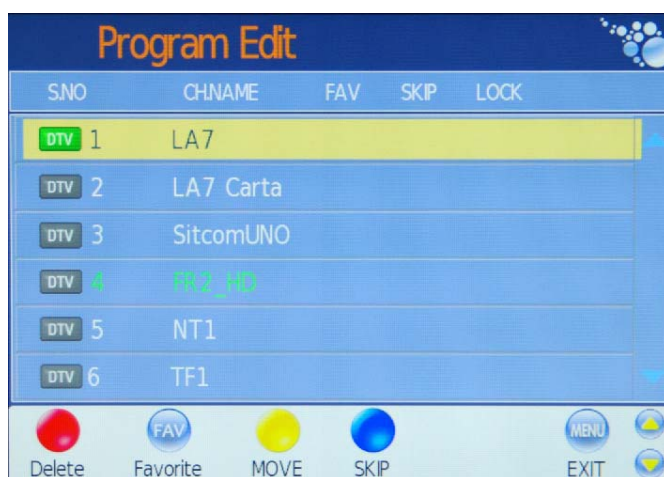 Program Edit
S.NO CH.NAME FAV SKIP LOCK
DTV 1 LA7
DTV 2 LA7 Carta
DTV 3 SitcomUNO
DTV 4 FR2_HD
DTV 5 NT1
DTV 6 TF1
FAV MENU
Delete Favorite MOVE SKIP EXIT